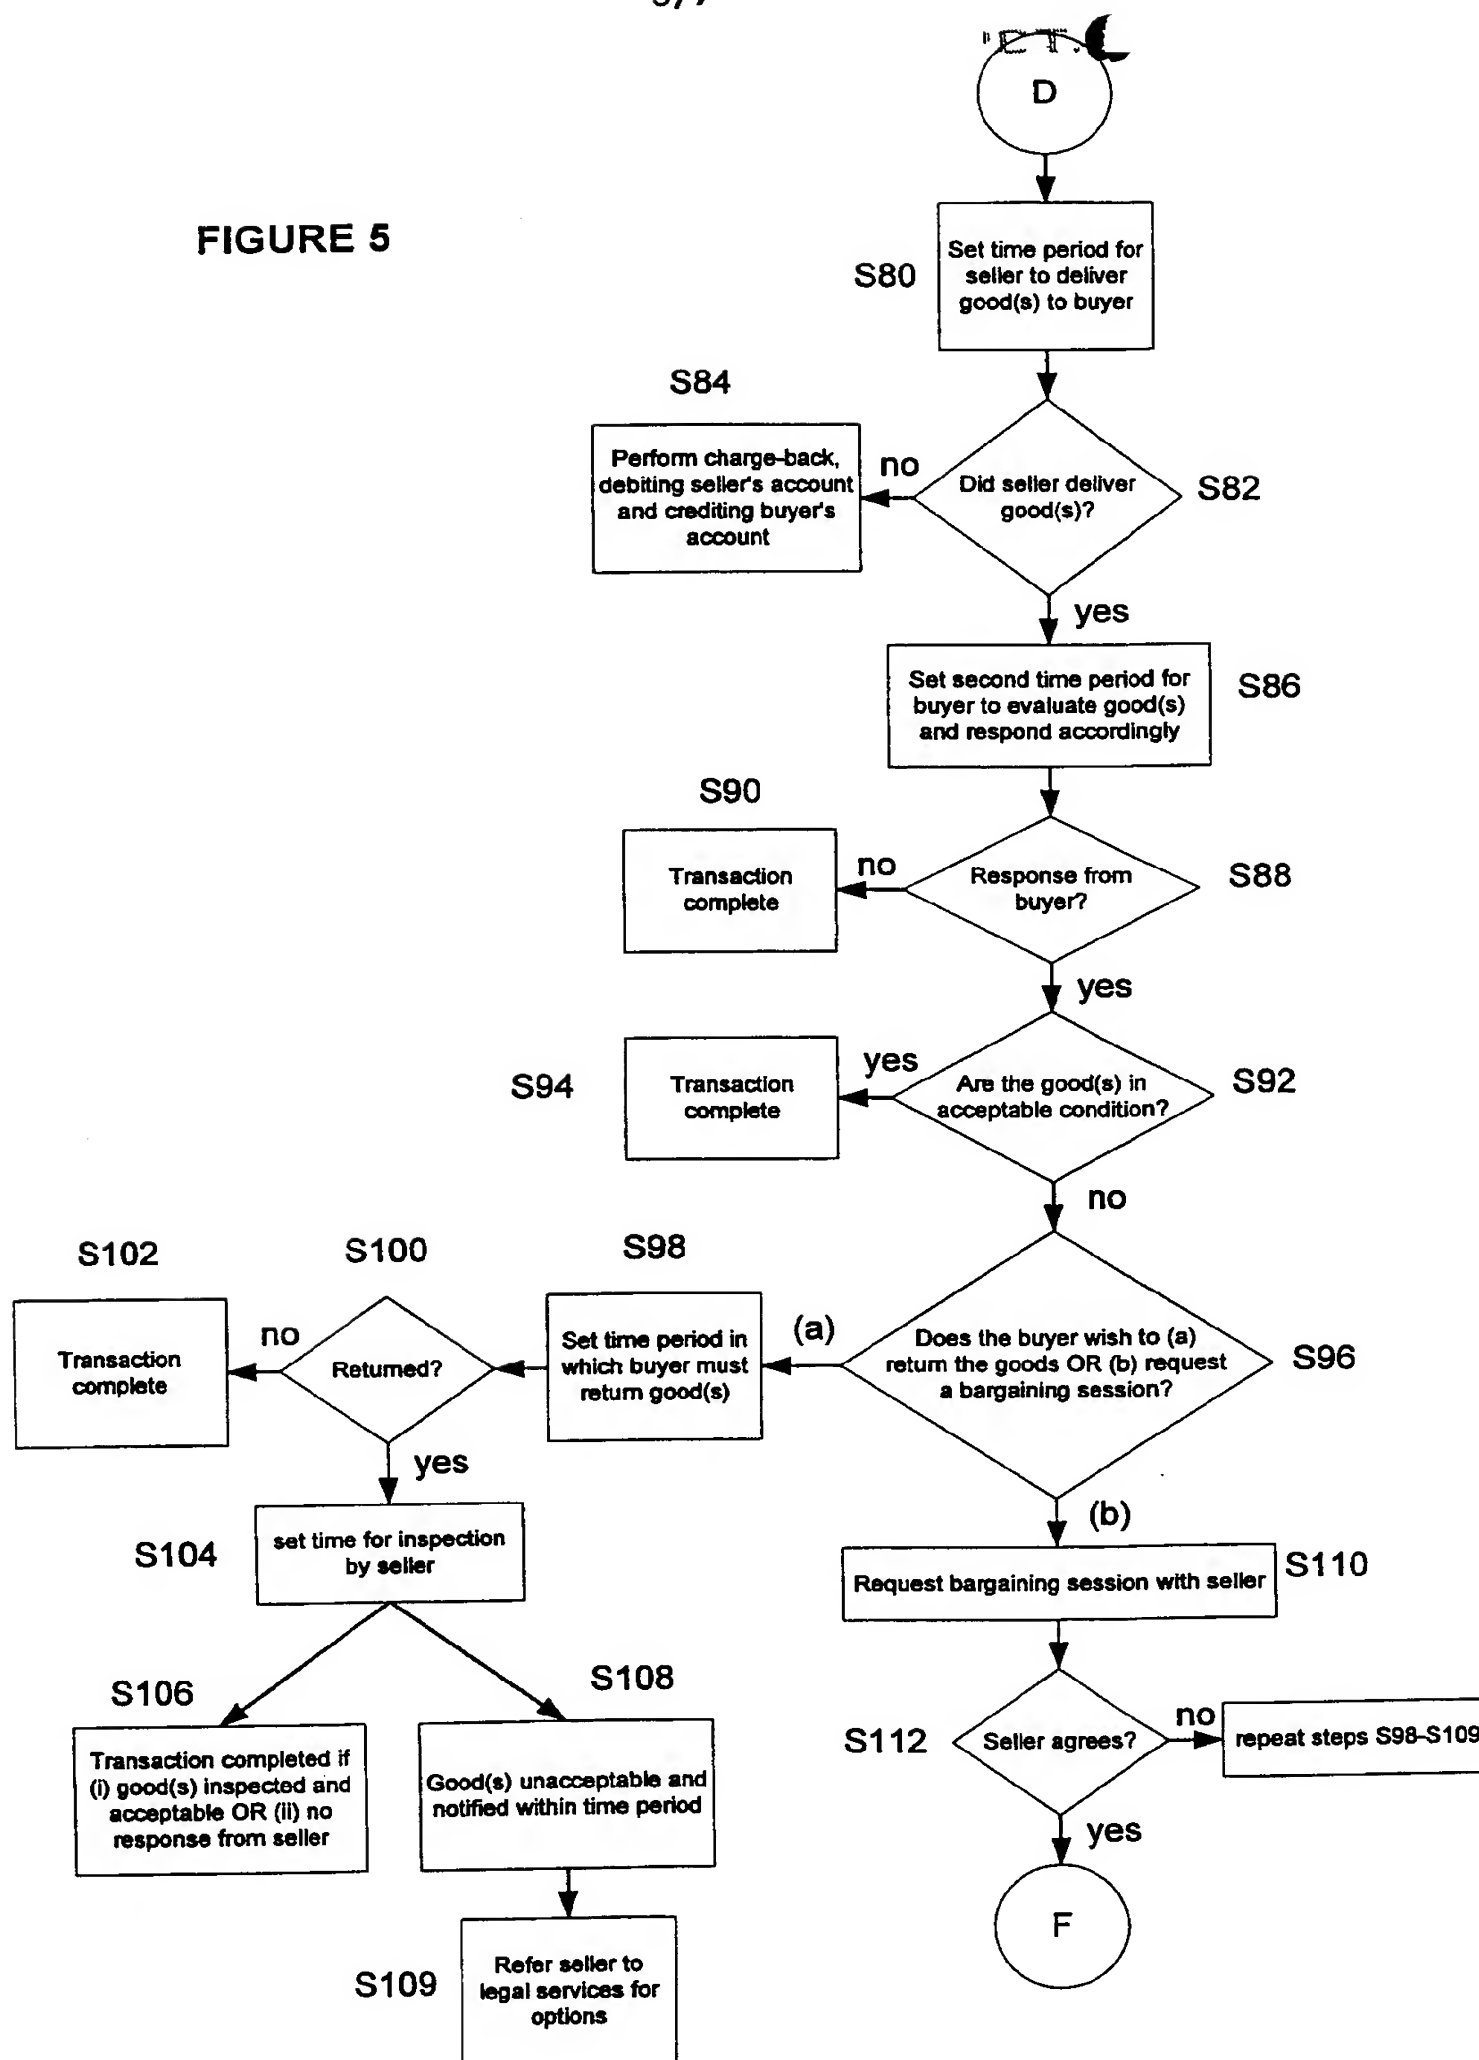 D
FIGURE 5
S80
Set time period for
seller to deliver
good(s) to buyer
S84
Perform charge-back,
debiting seller's account
and crediting buyer's
account
no
Did seller deliver
good(s)?
S82
yes
Set second time period for
buyer to evaluate good(s)
and respond accordingly
S86
S90
Transaction
complete
no
Response from
buyer?
S88
yes
S94
Transaction
complete
yes
Are the good(s) in
acceptable condition?
S92
no
S102
S100
S98
Transaction
complete
no
Returned?
Set time period in
which buyer must
return good(s)
(a)
Does the buyer wish to (a)
return the goods OR (b) request
a bargaining session?
S96
yes
(b)
S104
set time for inspection
by seller
Request bargaining session with seller
S110
S106
S108
Transaction completed if
(i) good(s) inspected and
acceptable OR (ii) no
response from seller
Good(s) unacceptable and
notified within time period
S112
Seller agrees?
no
repeat steps S98-S109
yes
F
S109
Refer seller to
legal services for
options